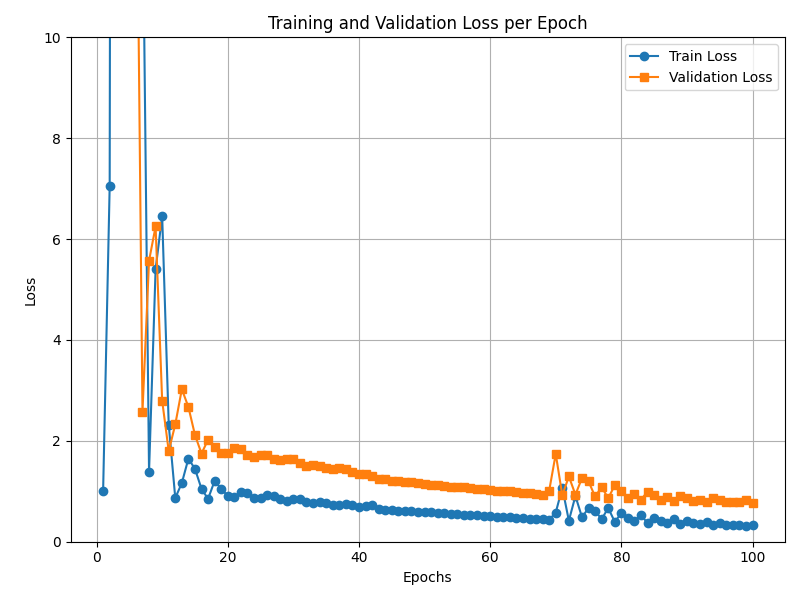 Training and Validation Loss per Epoch
Train Loss
Validation Loss
10
8
6
4
2
0
Loss
0 20 40 60 80 100
Epochs